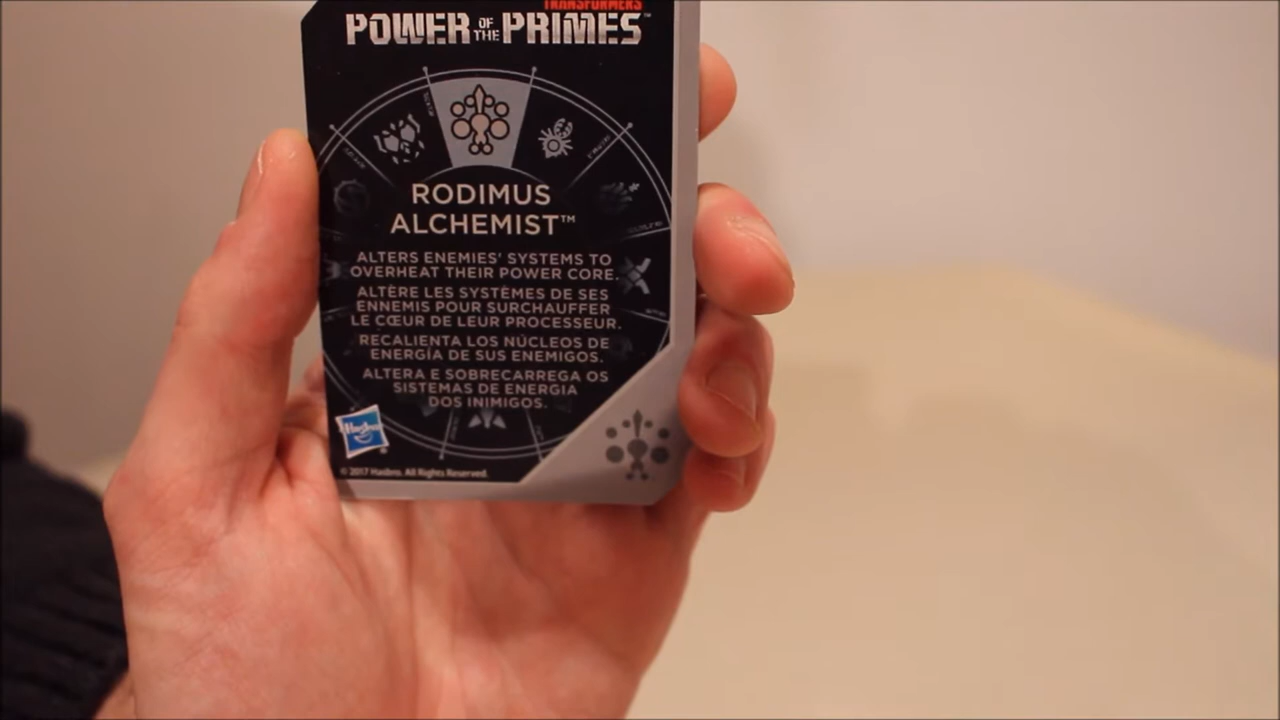 TRANSFORMERS
POWER OF THE PRIMES™
RODIMUS
ALCHEMIST™
ALTERS ENEMIES' SYSTEMS TO
OVERHEAT THEIR POWER CORE.
ALTÈRE LES SYSTÈMES DE SES
ENNEMIS POUR SURCHAUFFER
LE CŒUR DE LEUR PROCESSEUR.
RECALIENTA LOS NÚCLEOS DE
ENERGÍA DE SUS ENEMIGOS.
ALTERA E SOBRECARREGA OS
SISTEMAS DE ENERGIA
DOS INIMIGOS.
Hasbro
© 2017 Hasbro. All Rights Reserved.